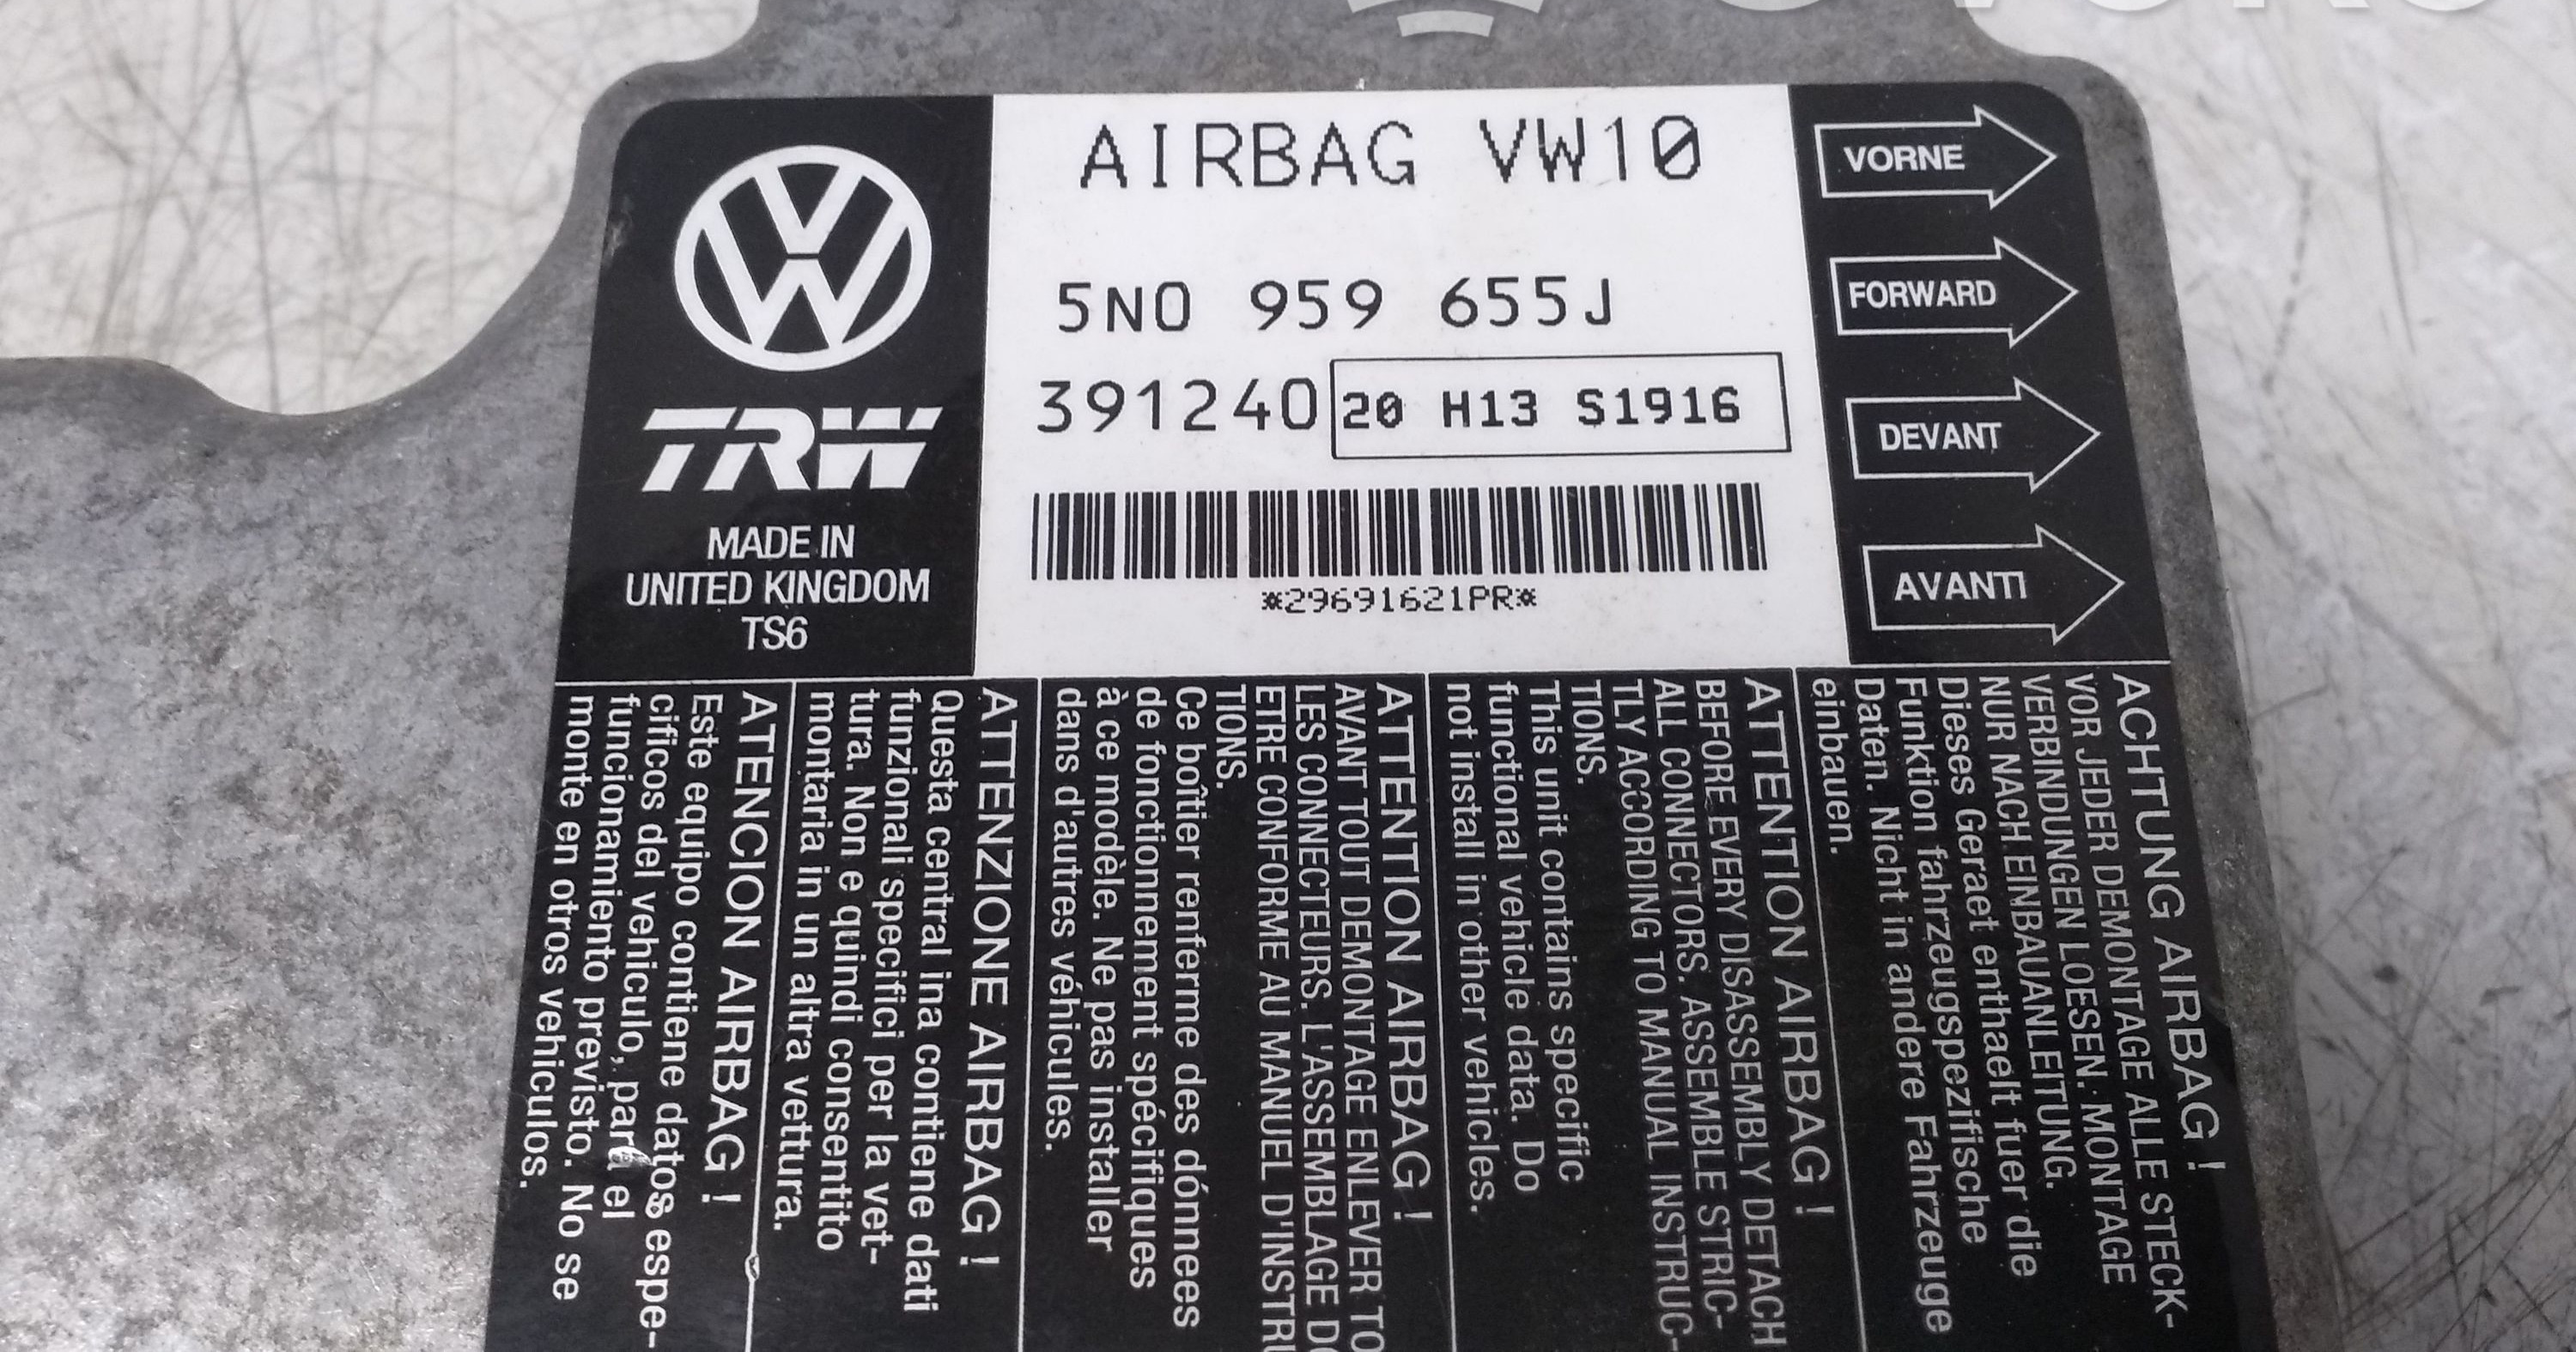 AIRBAG VW10
5N0 959 655J
391240 20 H13 S1916
*29691621PR*
VW
TRW
MADE IN
UNITED KINGDOM
TS6
VORNE
FORWARD
DEVANT
AVANTI
ACHTUNG AIRBAG !
VOR JEDER DEMONTAGE ALLE STECK-
VERBINDUNGEN LOESEN. MONTAGE
NUR NACH EINBAUANLEITUNG.
Dieses Geraet enthaelt fuer die
Funktion fahrzeugspezifische
Daten. Nicht in andere Fahrzeuge
einbauen.
ATTENTION AIRBAG !
BEFORE EVERY DISASSEMBLY DETACH
ALL CONNECTORS. ASSEMBLE STRIC-
TLY ACCORDING TO MANUAL INSTRUC-
TIONS.
This unit contains specific
functional vehicle data. Do
not install in other vehicles.
ATTENTION AIRBAG !
AVANT TOUT DEMONTAGE ENLEVER TO
LES CONNECTEURS. L'ASSEMBLAGE DO
ETRE CONFORME AU MANUEL D'INSTRU
TIONS.
Ce boîtier renferme des dónnees
de fonctionnement spécifiques
à ce modèle. Ne pas installer
dans d'autres véhicules.
ATTENZIONE AIRBAG !
Questa central ina contiene dati
funzionali specifici per la vet-
tura. Non e quindi consentito
montaria in un altra vettura.
ATENCION AIRBAG !
Este equipo contiene datos espe-
cificos del vehiculo, para el
funcionamiento previsto. No se
monte en otros vehiculos.